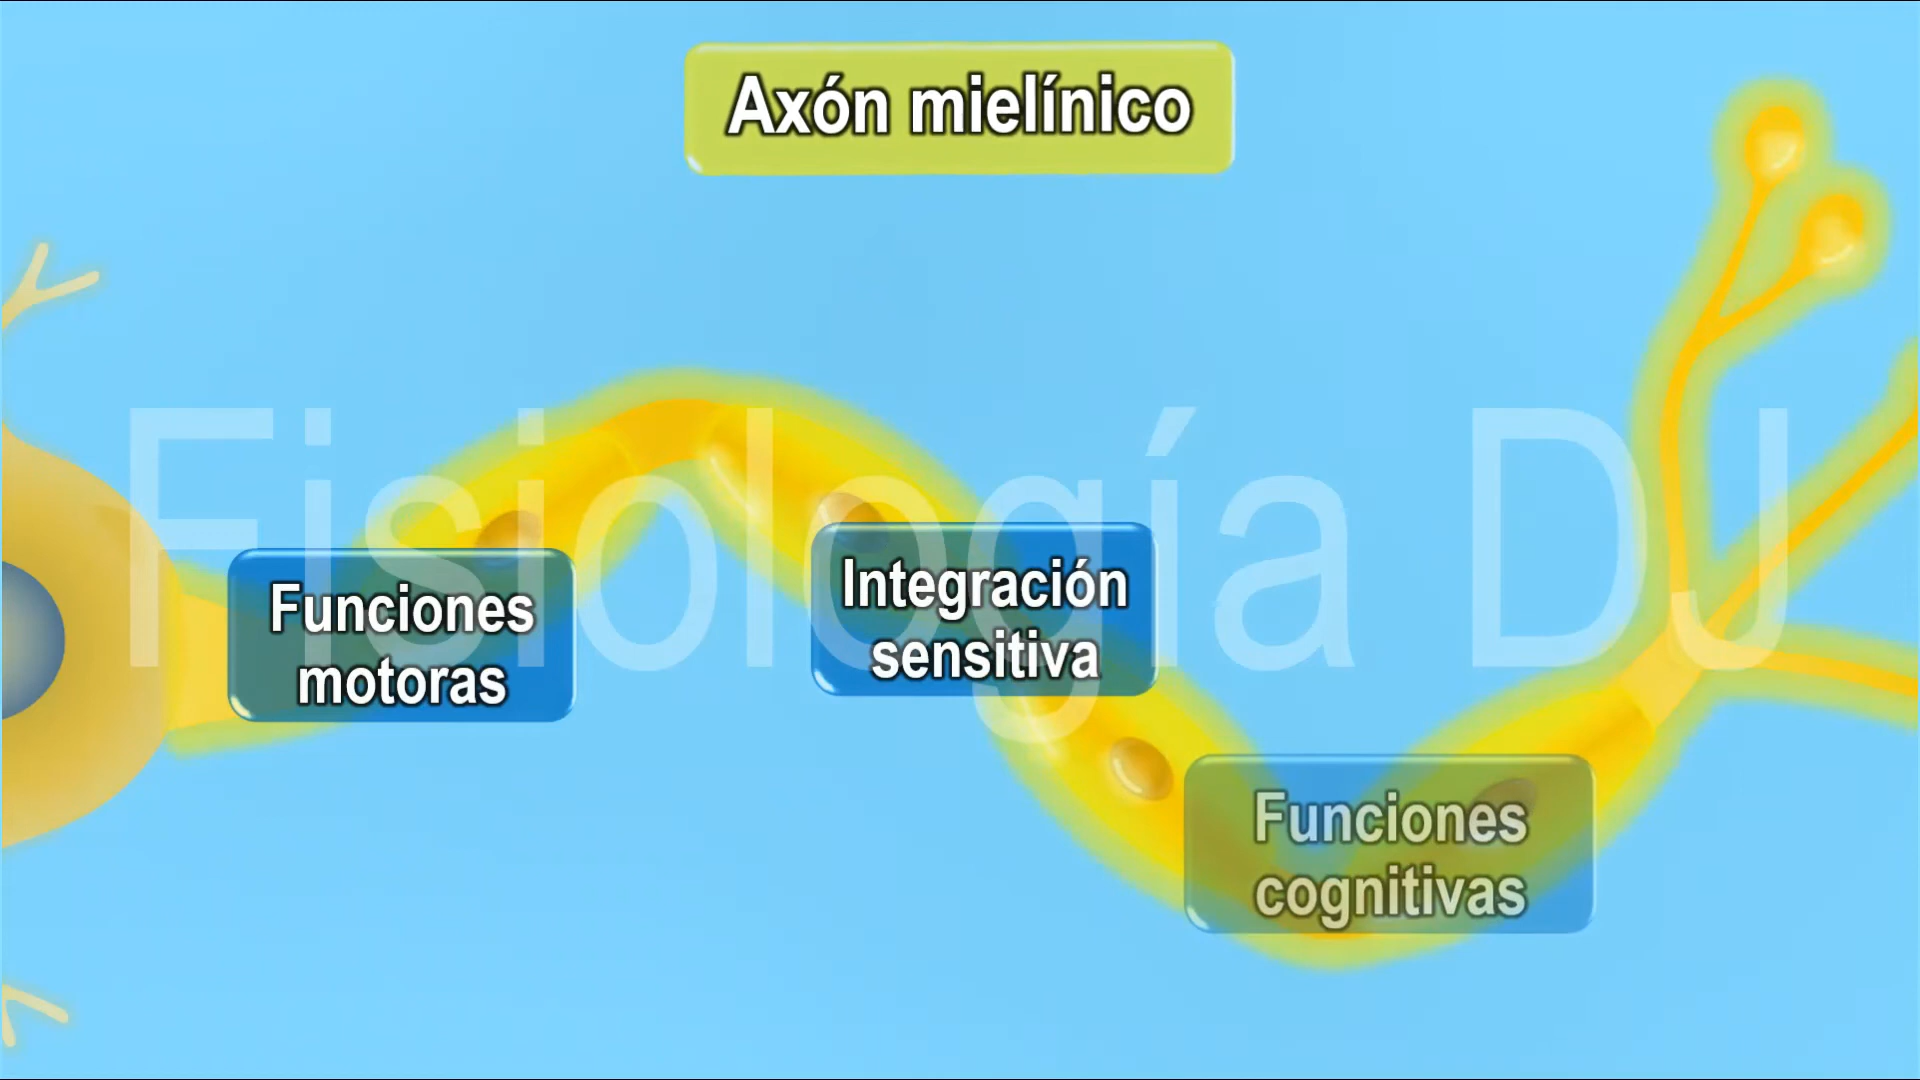 Axón mielínico
Fisiología DJ
Funciones
motoras
Integración
sensitiva
Funciones
cognitivas